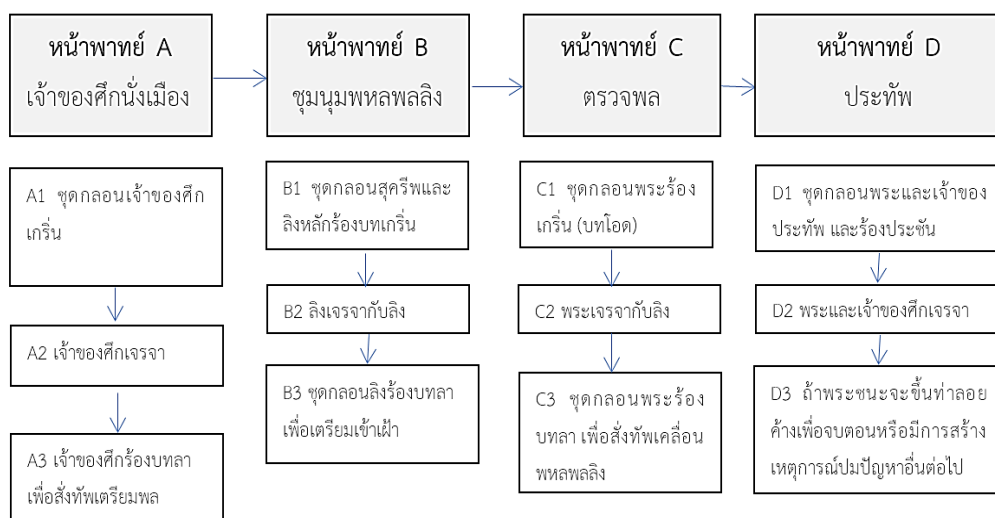 หน้าพาทย์ A
เจ้าของศึกนั่งเมือง
หน้าพาทย์ B
ชุมนุมพหลพลลิง
หน้าพาทย์ C
ตรวจพล
หน้าพาทย์ D
ประทัพ
A1 ชุดกลอนเจ้าของศึก
เกริ่น
A2 เจ้าของศึกเจรจา
A3 เจ้าของศึกร้องบทลา
เพื่อสั่งทัพเตรียมพล
B1 ชุดกลอนสุครีพและ
ลิงหลักร้องบทเกริ่น
B2 ลิงเจรจากับลิง
B3 ชุดกลอนลิงร้องบทลา
เพื่อเตรียมเข้าเฝ้า
C1 ชุดกลอนพระร้อง
เกริ่น (บทโอด)
C2 พระเจรจากับลิง
C3 ชุดกลอนพระร้อง
บทลา เพื่อสั่งทัพเคลื่อน
พหลพลลิง
D1 ชุดกลอนพระและเจ้าของ
ประทัพ และร้องประชัน
D2 พระและเจ้าของศึกเจรจา
D3 ถ้าพระชนะจะขึ้นท่าลอย
ค้างเพื่อจบตอนหรือมีการสร้าง
เหตุการณ์ปมปัญหาอื่นต่อไป